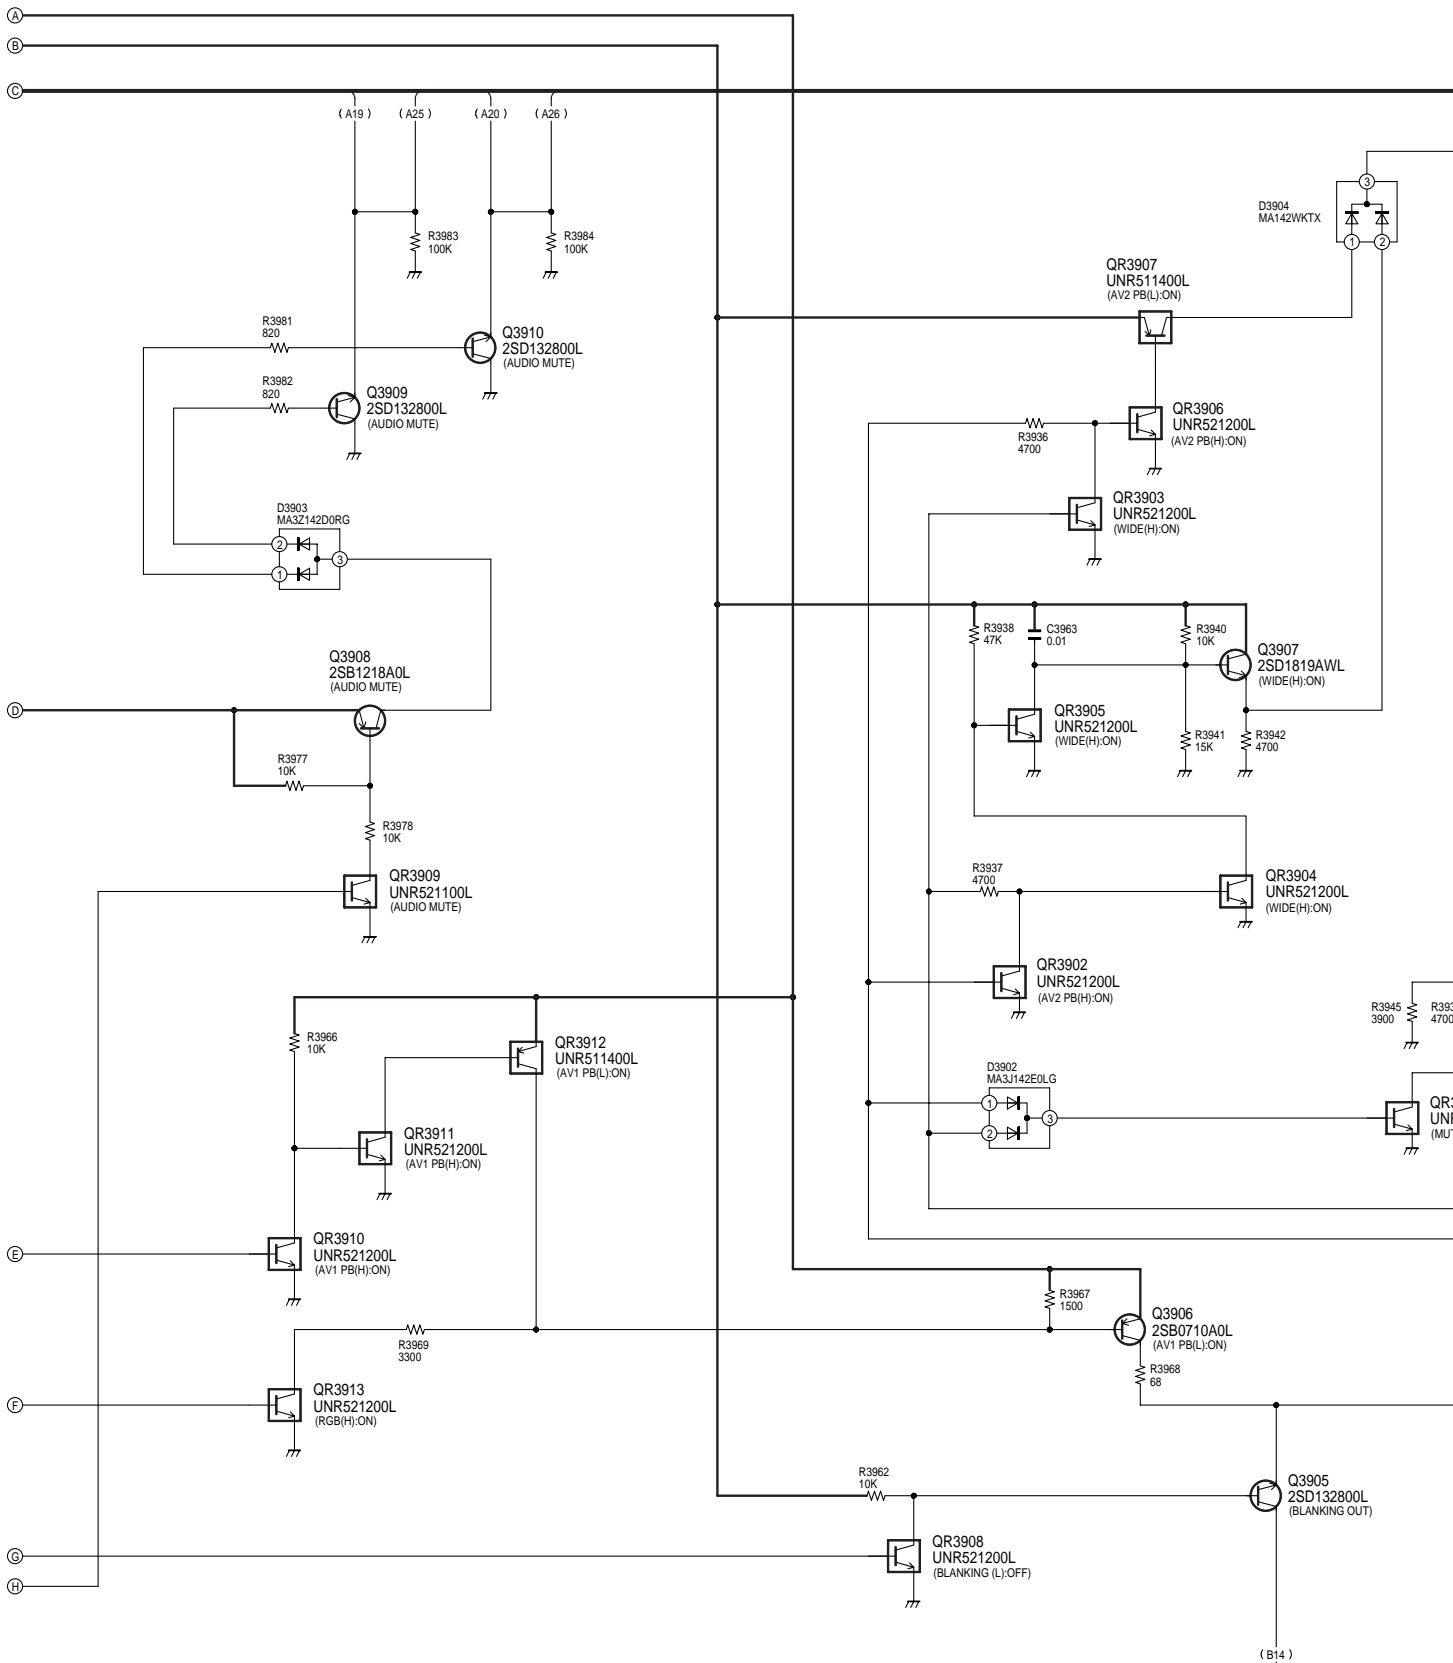 A
B
C
( A19 )
( A25 )
( A20 )
( A26 )
R3983
100K
R3984
100K
D3904
MA142WKTX
3
1
2
QR3907
UNR511400L
(AV2 PB(L):ON)
R3981
820
Q3910
2SD132800L
(AUDIO MUTE)
R3982
820
Q3909
2SD132800L
(AUDIO MUTE)
R3936
4700
QR3906
UNR521200L
(AV2 PB(H):ON)
QR3903
UNR521200L
(WIDE(H):ON)
D3903
MA3Z142D0RG
2
1
3
R3938
47K
C3963
0.01
R3940
10K
Q3907
2SD1819AWL
(WIDE(H):ON)
Q3908
2SB1218A0L
(AUDIO MUTE)
D
QR3905
UNR521200L
(WIDE(H):ON)
R3941
15K
R3942
4700
R3977
10K
R3978
10K
QR3909
UNR521100L
(AUDIO MUTE)
R3937
4700
QR3904
UNR521200L
(WIDE(H):ON)
QR3902
UNR521200L
(AV2 PB(H):ON)
R3966
10K
QR3912
UNR511400L
(AV1 PB(L):ON)
R3945
3900
R393
4700
D3902
MA3J142E0LG
1
2
3
QR3
UNR
(MUT
QR3911
UNR521200L
(AV1 PB(H):ON)
E
QR3910
UNR521200L
(AV1 PB(H):ON)
R3967
1500
Q3906
2SB0710A0L
(AV1 PB(L):ON)
R3969
3300
R3968
68
F
QR3913
UNR521200L
(RGB(H):ON)
R3962
10K
Q3905
2SD132800L
(BLANKING OUT)
G
QR3908
UNR521200L
(BLANKING (L):OFF)
H
( B14 )